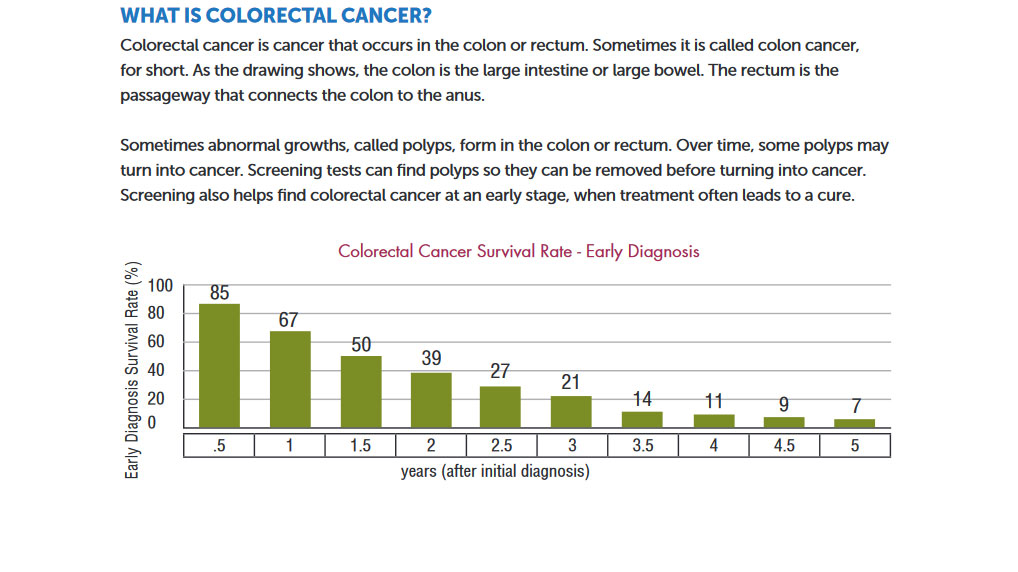 WHAT IS COLORECTAL CANCER?
Colorectal cancer is cancer that occurs in the colon or rectum. Sometimes it is called colon cancer,
for short. As the drawing shows, the colon is the large intestine or large bowel. The rectum is the
passageway that connects the colon to the anus.
Sometimes abnormal growths, called polyps, form in the colon or rectum. Over time, some polyps may
turn into cancer. Screening tests can find polyps so they can be removed before turning into cancer.
Screening also helps find colorectal cancer at an early stage, when treatment often leads to a cure.
Colorectal Cancer Survival Rate - Early Diagnosis
Early Diagnosis Survival Rate (%)
100
80
60
40
20
0
85
67
50
39
27
21
14
11
9
7
.5 1 1.5 2 2.5 3 3.5 4 4.5 5
years (after initial diagnosis)